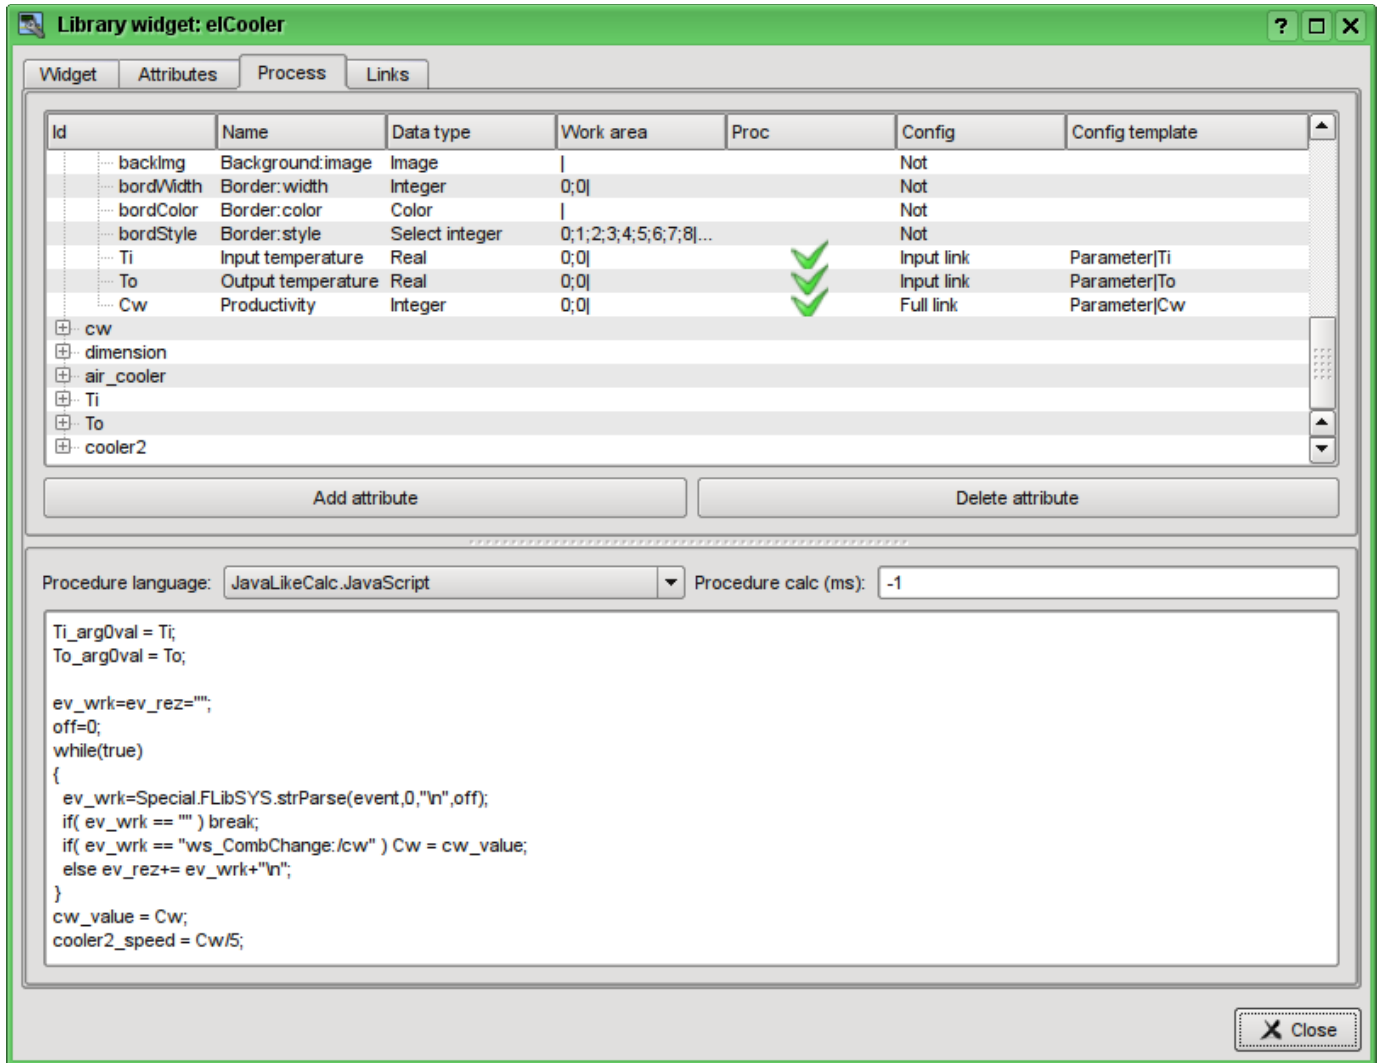 Library widget: elCooler
Widget Attributes Process Links
Id Name Data type Work area Proc Config Config template
backImg Background:image Image | Not
bordWidth Border:width Integer 0;0| Not
bordColor Border:color Color | Not
bordStyle Border:style Select integer 0;1;2;3;4;5;6;7;8|... Not
Ti Input temperature Real 0;0| Input link Parameter|Ti
To Output temperature Real 0;0| Input link Parameter|To
Cw Productivity Integer 0;0| Full link Parameter|Cw
cw
dimension
air_cooler
Ti
To
cooler2
Add attribute Delete attribute
Procedure language: JavaLikeCalc.JavaScript Procedure calc (ms): -1
Ti_arg0val = Ti;
To_arg0val = To;
ev_wrk=ev_rez="";
off=0;
while(true)
{
ev_wrk=Special.FLibSYS.strParse(event,0,"\n",off);
if( ev_wrk == "" ) break;
if( ev_wrk == "ws_CombChange:/cw" ) Cw = cw_value;
else ev_rez+= ev_wrk+"\n";
}
cw_value = Cw;
cooler2_speed = Cw/5;
Close